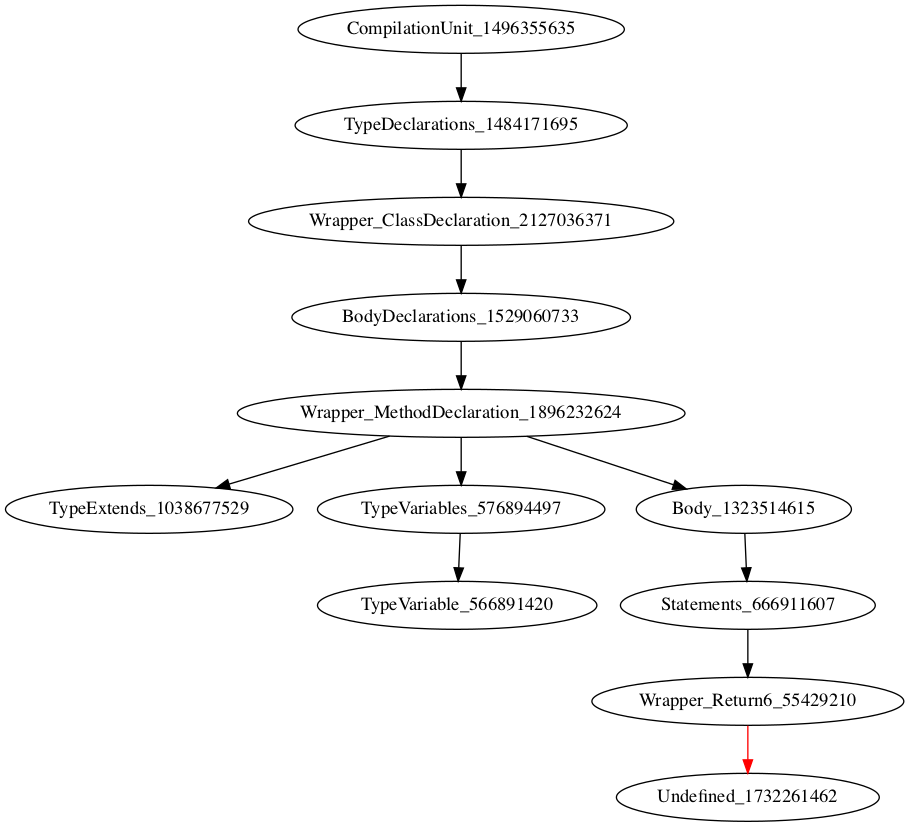 CompilationUnit_1496355635
TypeDeclarations_1484171695
Wrapper_ClassDeclaration_2127036371
BodyDeclarations_1529060733
Wrapper_MethodDeclaration_1896232624
TypeExtends_1038677529
TypeVariables_576894497
Body_1323514615
TypeVariable_566891420
Statements_666911607
Wrapper_Return6_55429210
Undefined_1732261462